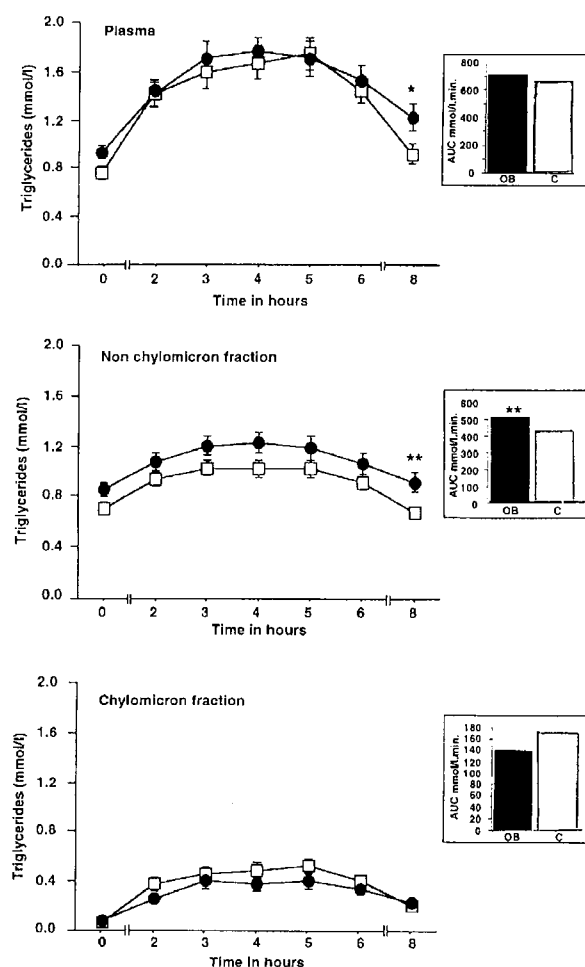 Plasma
Triglycerides (mmol/l)
2.0
1.6
1.2
0.8
0.4
0.0
*
0 2 3 4 5 6 8
Time in hours
AUC mmol/l.min.
800
600
400
200
0
OB C
Non chylomicron fraction
Triglycerides (mmol/l)
2.0
1.6
1.2
0.8
0.4
0.0
**
0 2 3 4 5 6 8
Time in hours
AUC mmol/l.min.
600
500
400
300
200
100
0
**
OB C
Chylomicron fraction
Triglycerides (mmol/l)
2.0
1.6
1.2
0.8
0.4
0.0
0 2 3 4 5 6 8
Time in hours
AUC mmol/l.min.
180
160
140
120
100
80
60
40
20
0
OB C